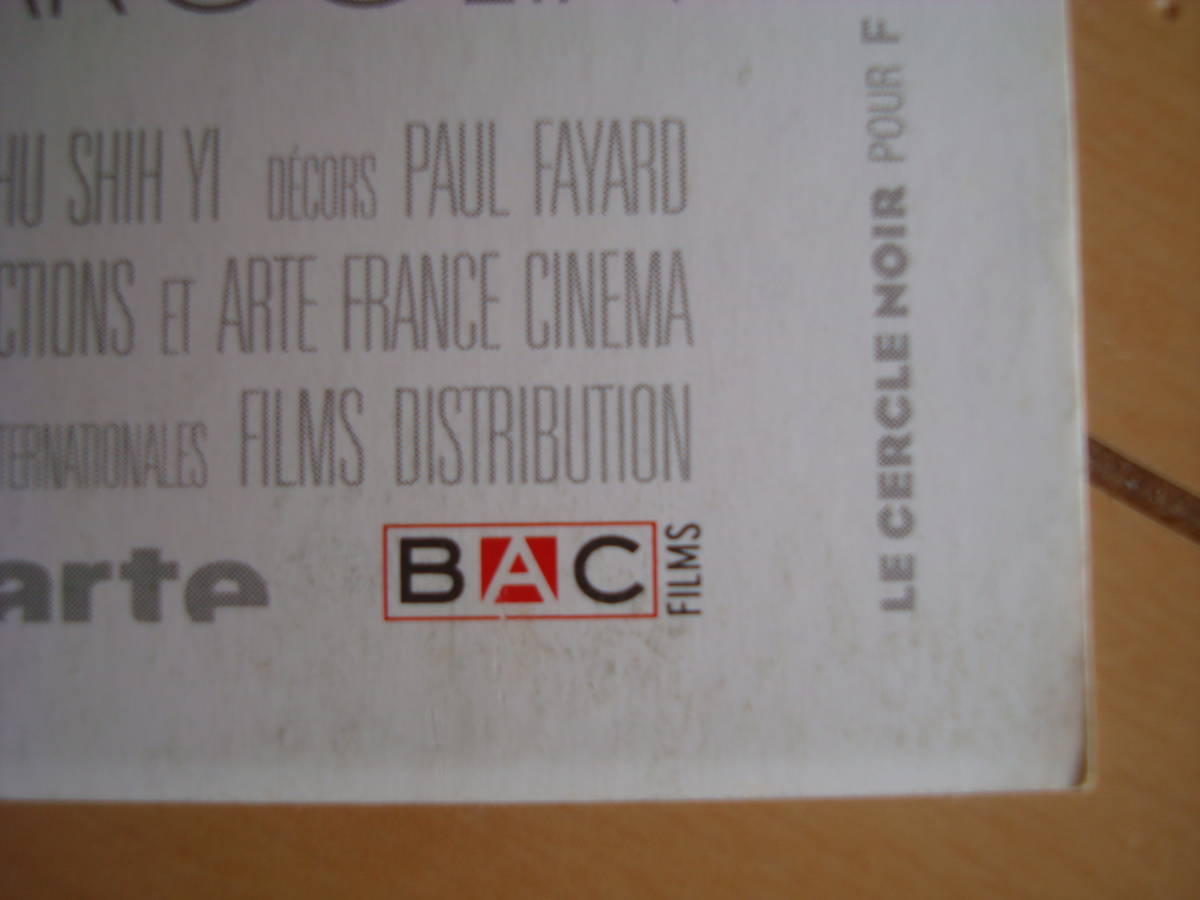 HU SHIH YI DÉCORS PAUL FAYARD
CTIONS ET ARTE FRANCE CINEMA
TERNATIONALES FILMS DISTRIBUTION
arte
BAC FILMS
LE CERCLE NOIR POUR F